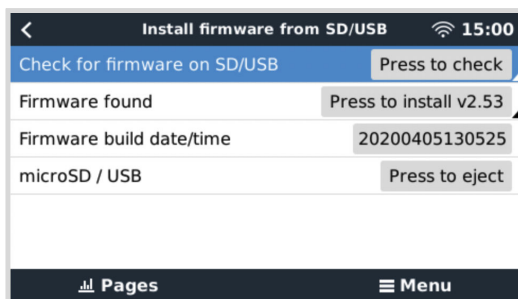 Install firmware from SD/USB 15:00
Check for firmware on SD/USB Press to check
Firmware found Press to install v2.53
Firmware build date/time 20200405130525
microSD / USB Press to eject
Pages Menu